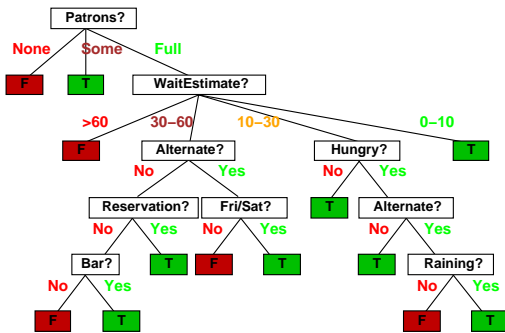 Patrons?
None Some Full
F T WaitEstimate?
>60 30–60 10–30 0–10
F Alternate? Hungry? T
No Yes No Yes
Reservation? Fri/Sat? T Alternate?
No Yes No Yes No Yes
Bar? T F T T Raining?
No Yes No Yes
F T F T